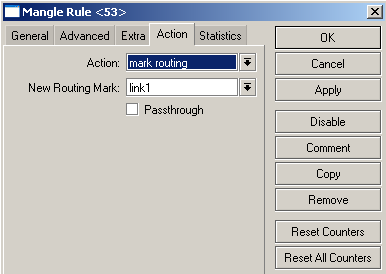 Mangle Rule <53>
General Advanced Extra Action Statistics
Action: mark routing
New Routing Mark: link1
Passthrough
OK
Cancel
Apply
Disable
Comment
Copy
Remove
Reset Counters
Reset All Counters